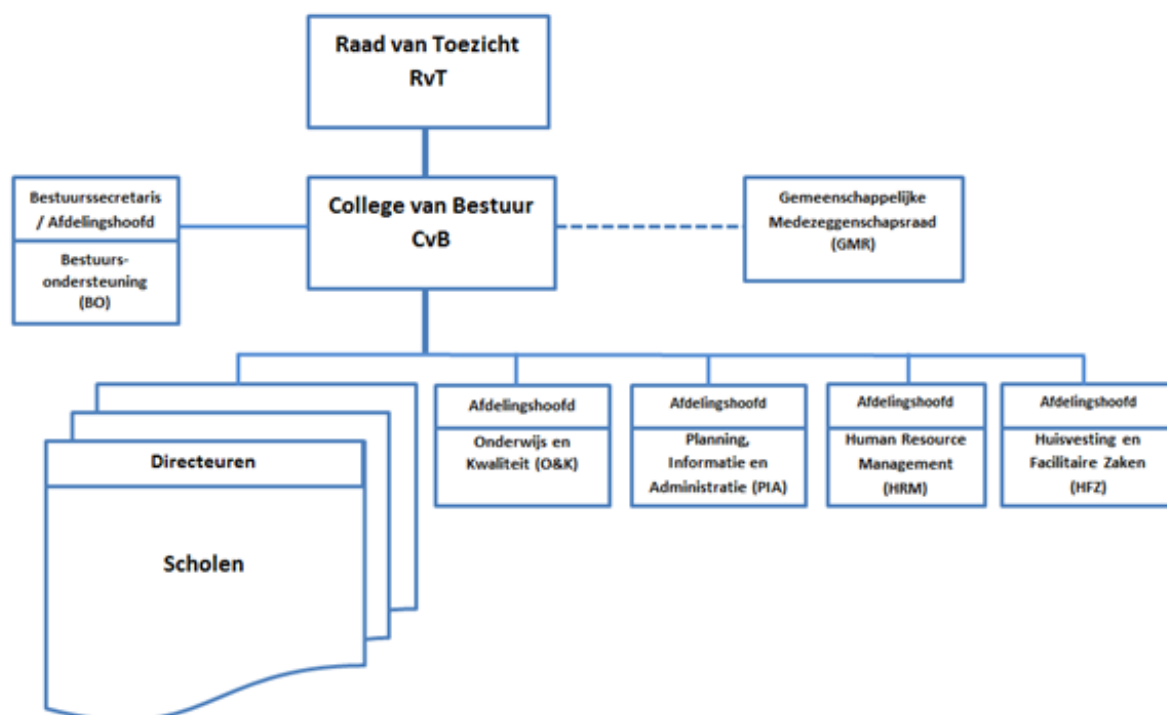 Raad van Toezicht
RvT
Bestuurssecretaris
/ Afdelingshoofd
Bestuurs-
ondersteuning
(BO)
College van Bestuur
CvB
Gemeenschappelijke
Medezeggenschapsraad
(GMR)
Directeuren
Scholen
Afdelingshoofd
Onderwijs en
Kwaliteit (O&K)
Afdelingshoofd
Planning,
Informatie en
Administratie (PIA)
Afdelingshoofd
Human Resource
Management
(HRM)
Afdelingshoofd
Huisvesting en
Facilitaire Zaken
(HFZ)